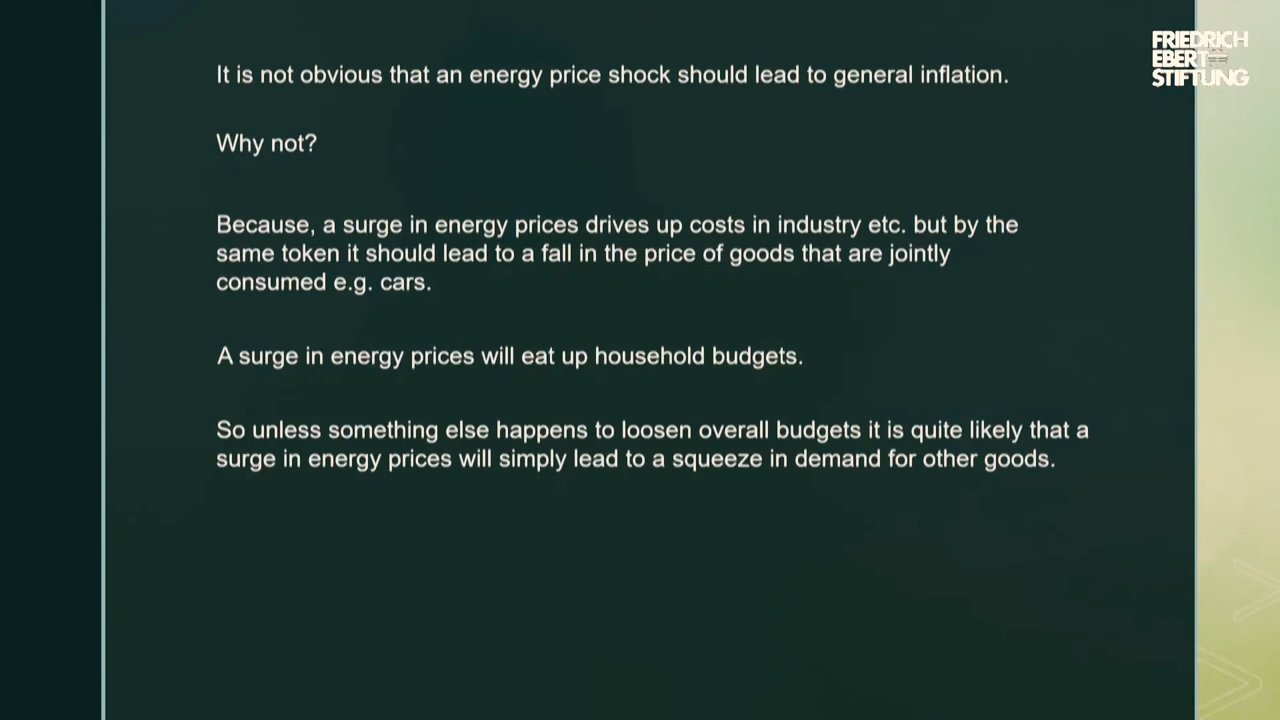 FRIEDRICH
EBERT
STIFTUNG
It is not obvious that an energy price shock should lead to general inflation.
Why not?
Because, a surge in energy prices drives up costs in industry etc. but by the
same token it should lead to a fall in the price of goods that are jointly
consumed e.g. cars.
A surge in energy prices will eat up household budgets.
So unless something else happens to loosen overall budgets it is quite likely that a
surge in energy prices will simply lead to a squeeze in demand for other goods.